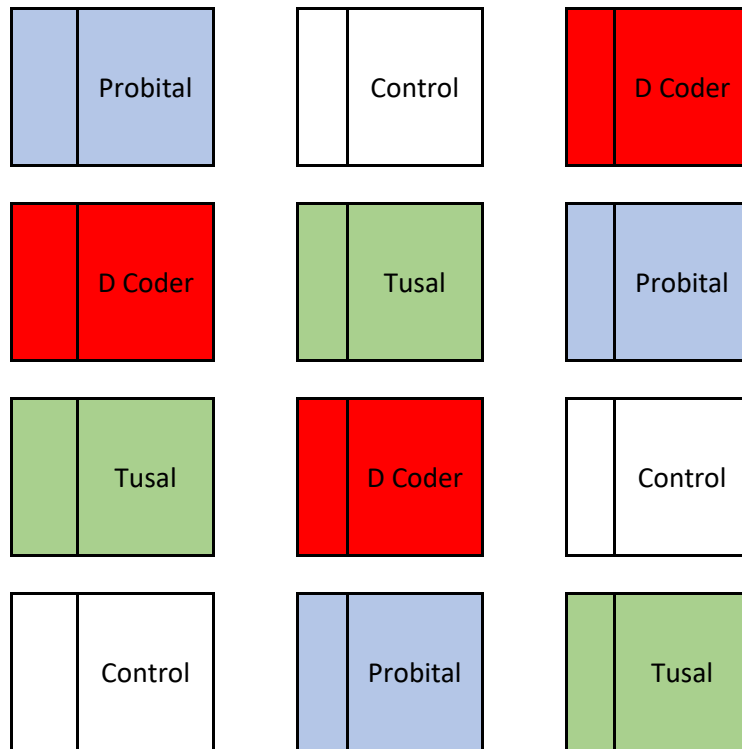 Probital Control D Coder
D Coder Tusal Probital
Tusal D Coder Control
Control Probital Tusal